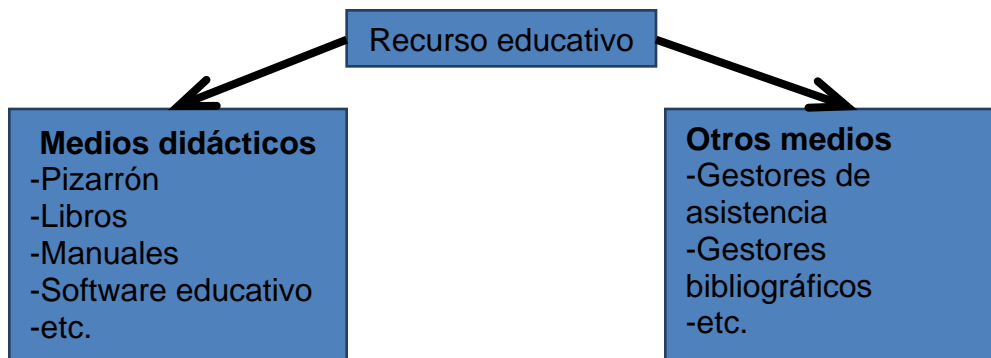 Recurso educativo
Medios didácticos
-Pizarrón
-Libros
-Manuales
-Software educativo
-etc.
Otros medios
-Gestores de
asistencia
-Gestores
bibliográficos
-etc.